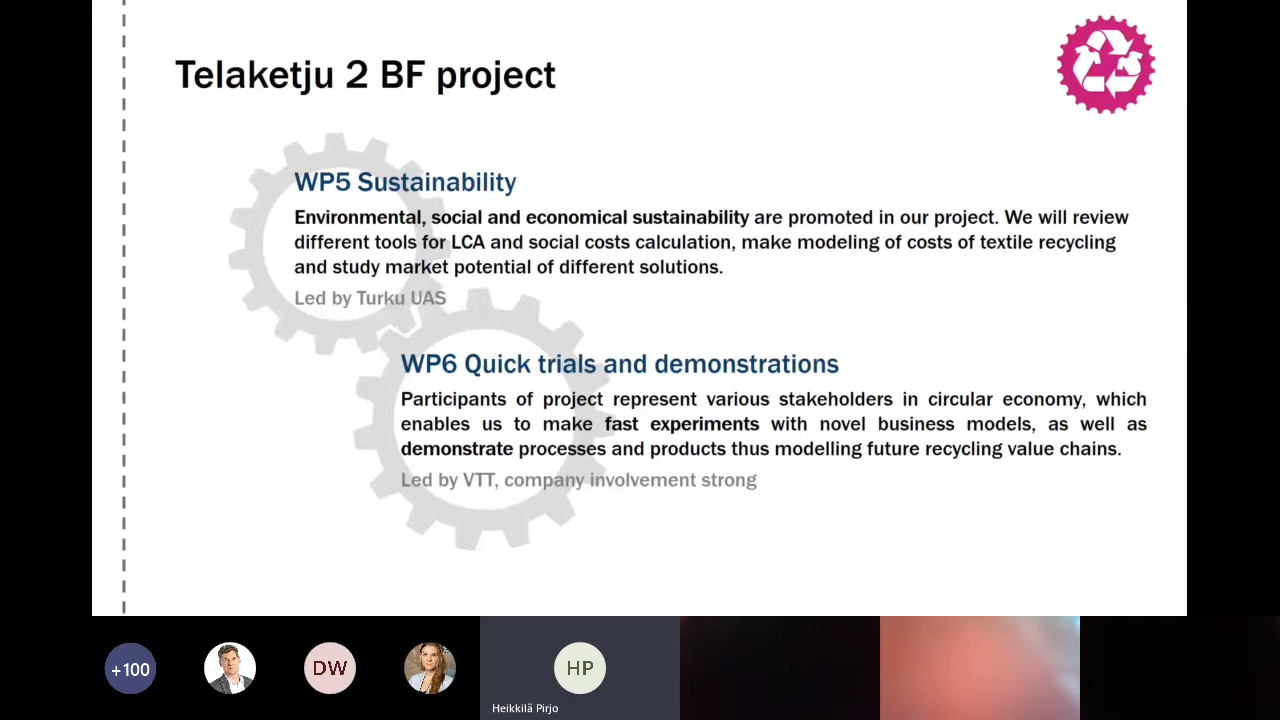 Telaketju 2 BF project
WP5 Sustainability
Environmental, social and economical sustainability are promoted in our project. We will review
different tools for LCA and social costs calculation, make modeling of costs of textile recycling
and study market potential of different solutions.
Led by Turku UAS
WP6 Quick trials and demonstrations
Participants of project represent various stakeholders in circular economy, which
enables us to make fast experiments with novel business models, as well as
demonstrate processes and products thus modelling future recycling value chains.
Led by VTT, company involvement strong
+100
DW
HP
Heikkilä Pirjo